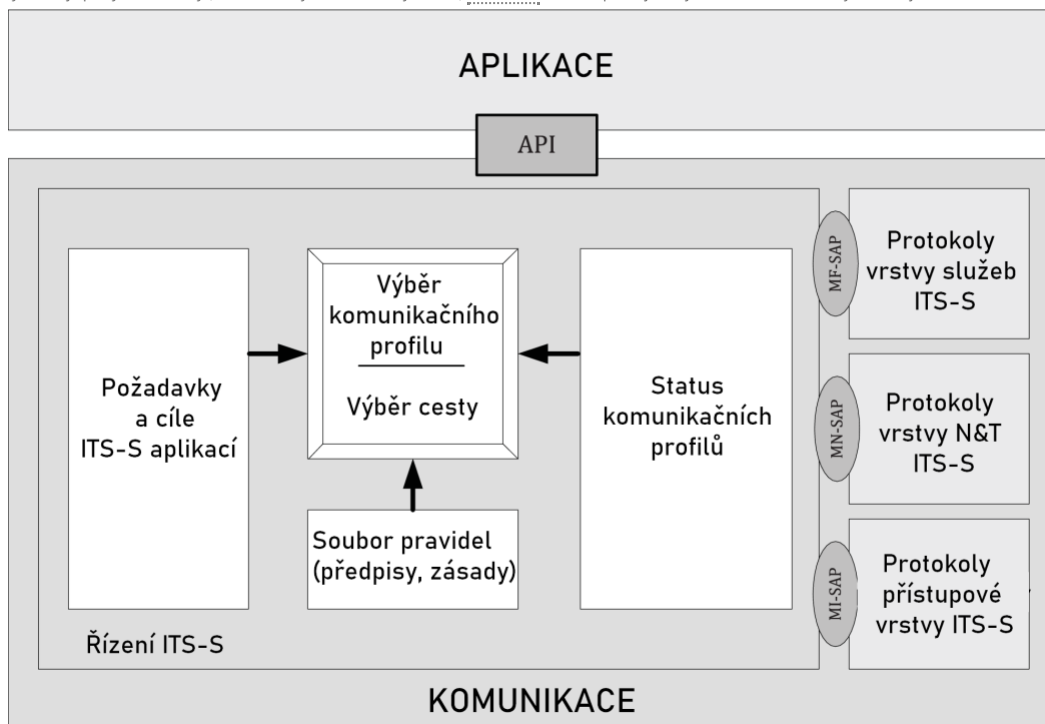 APLIKACE
API
Požadavky
a cíle
ITS-S aplikací
Výběr
komunikačního
profilu
Výběr cesty
Soubor pravidel
(předpisy, zásady)
Status
komunikačních
profilů
Řízení ITS-S
MF-SAP
Protokoly
vrstvy služeb
ITS-S
MN-SAP
Protokoly
vrstvy N&T
ITS-S
MI-SAP
Protokoly
přístupové
vrstvy ITS-S
KOMUNIKACE